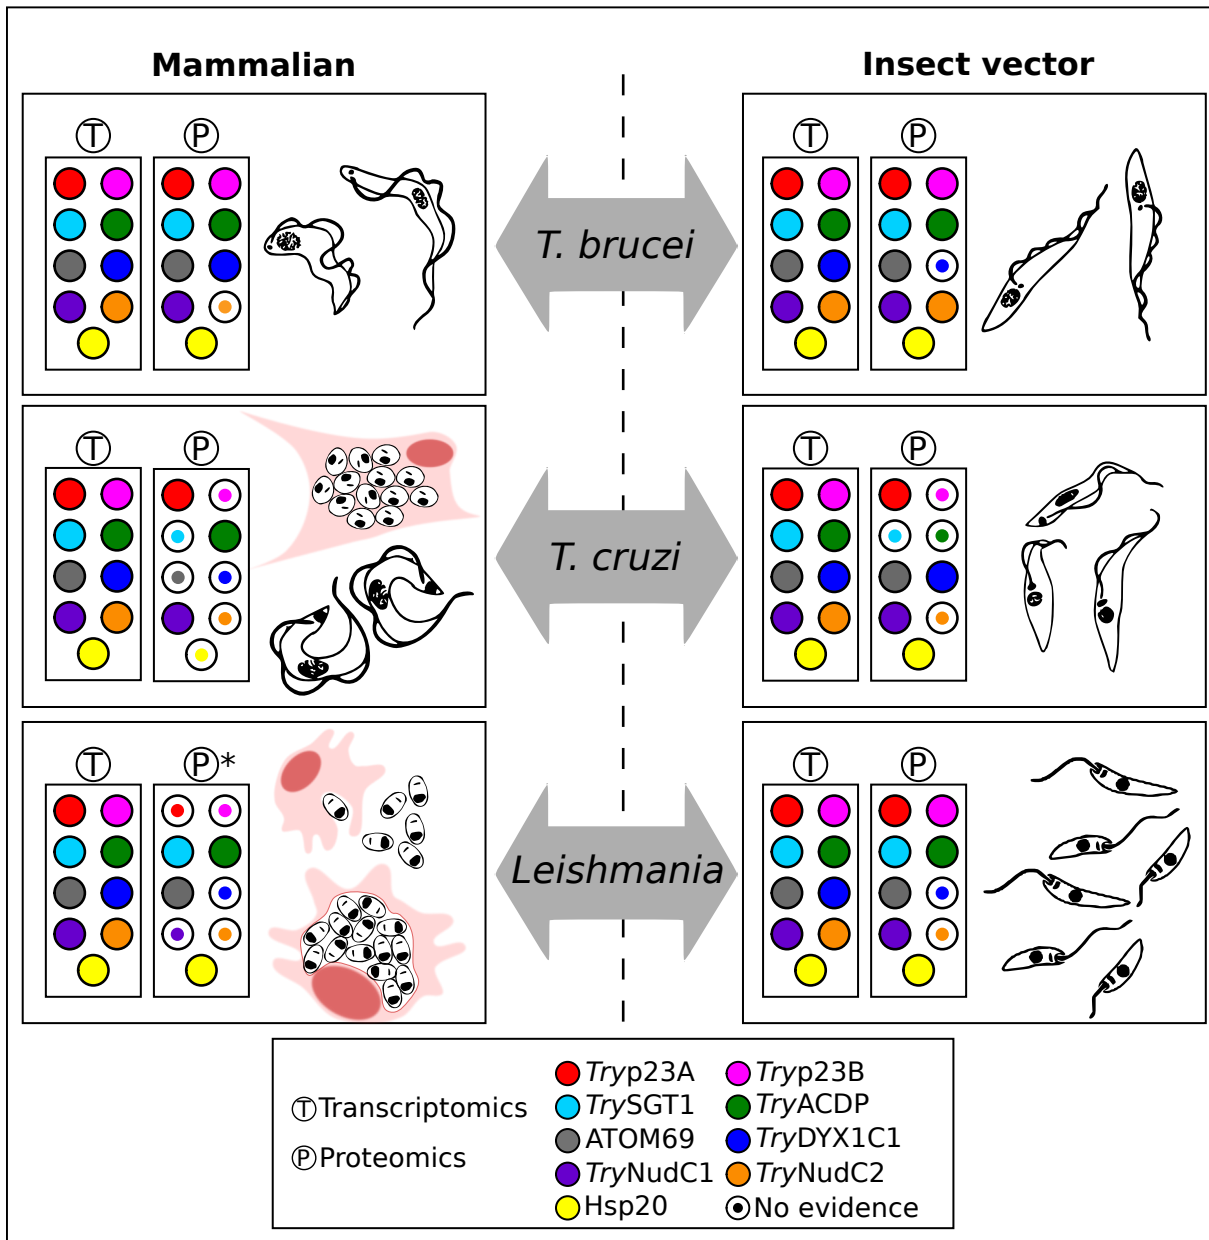 Mammalian
Insect vector
T P
T P
T. brucei
T P
T P
T. cruzi
T P*
T P
Leishmania
T Transcriptomics
P Proteomics
Tryp23A
Tryp23B
TrySGT1
TryACDP
ATOM69
TryDYX1C1
TryNudC1
TryNudC2
Hsp20
No evidence